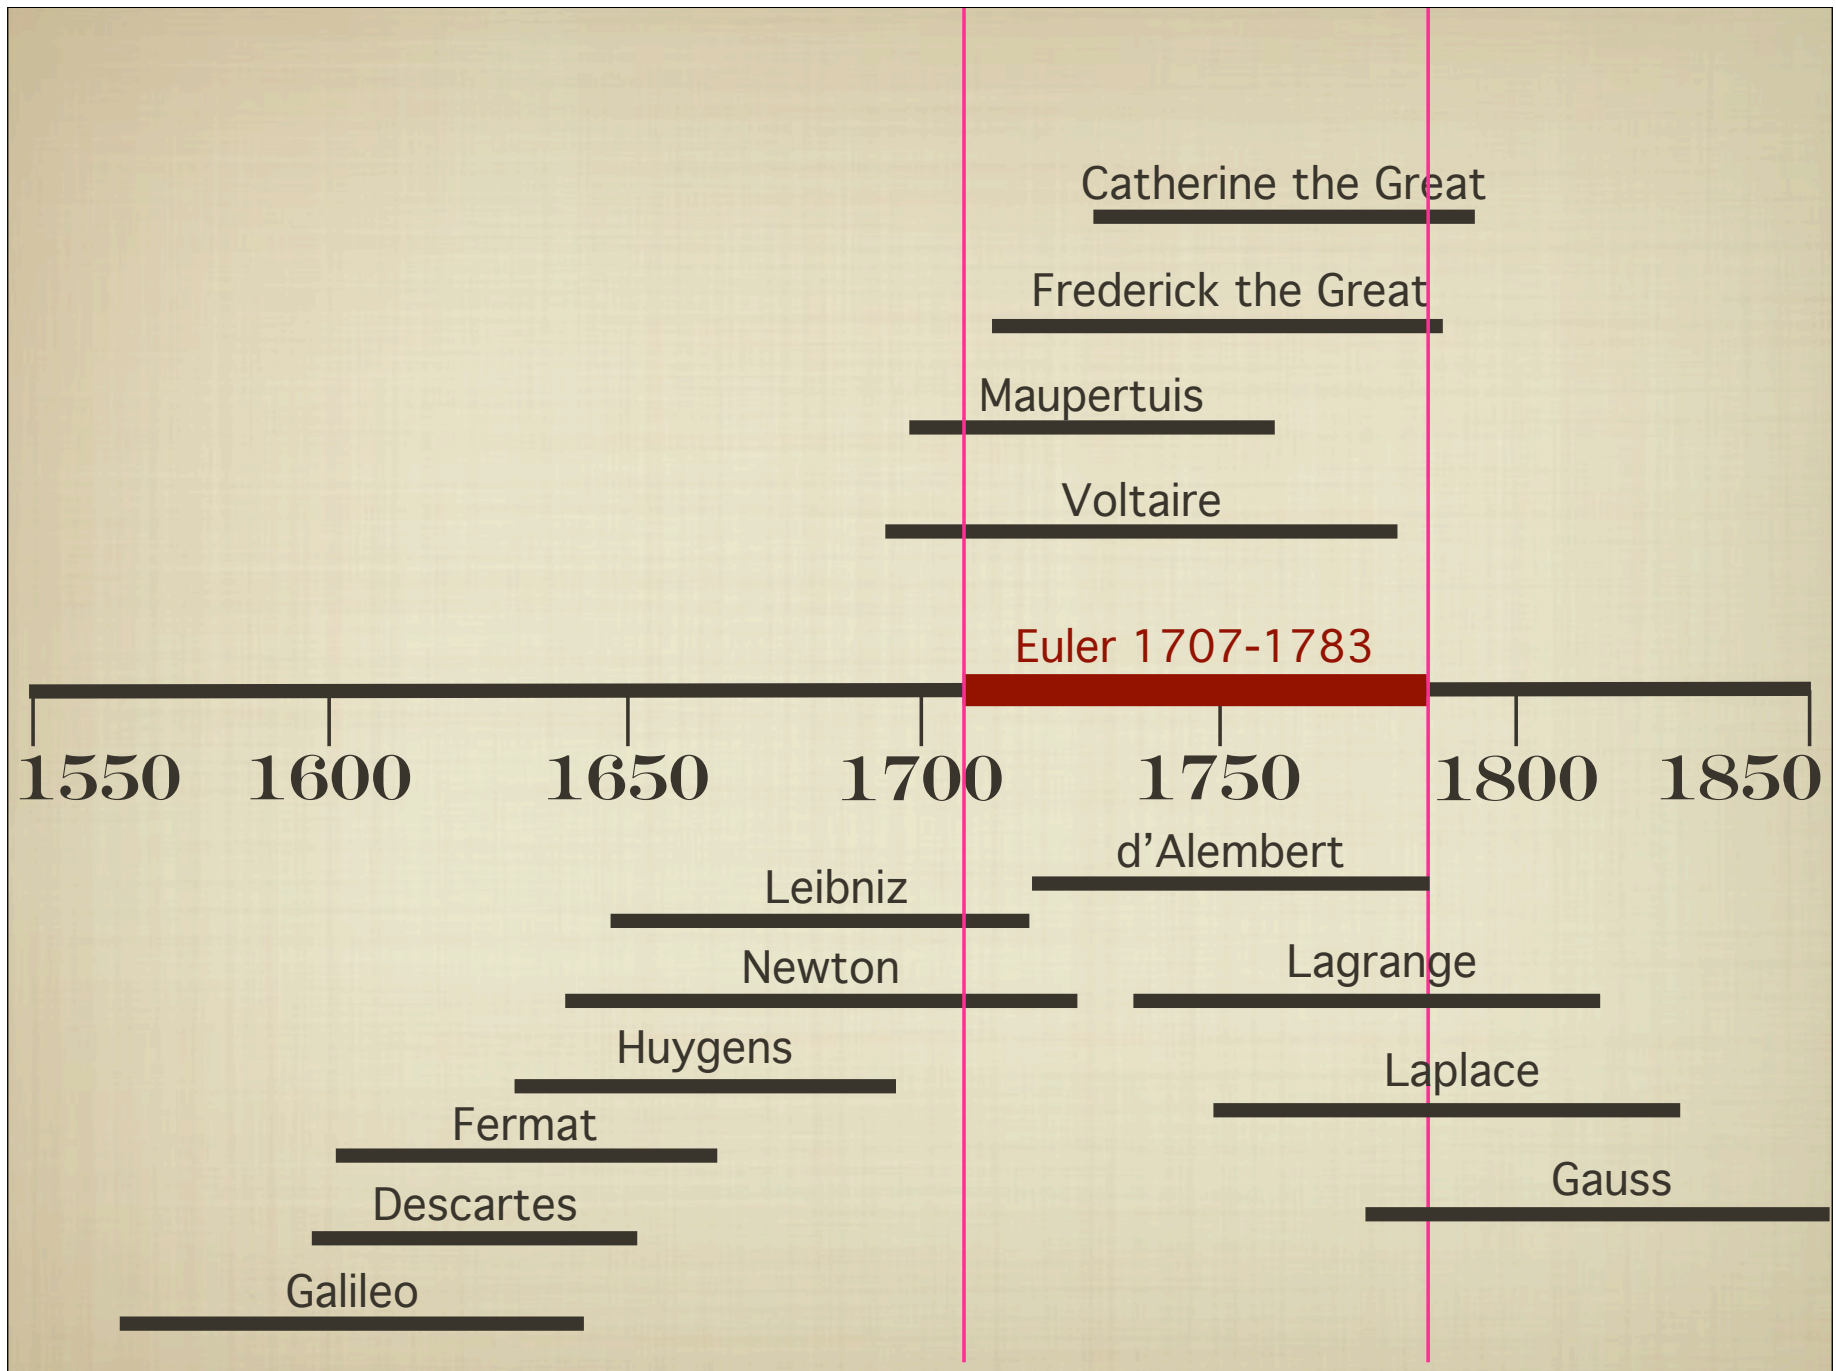 Catherine the Great
Frederick the Great
Maupertuis
Voltaire
Euler 1707-1783
1550 1600 1650 1700 1750 1800 1850
d’Alembert
Leibniz
Lagrange
Newton
Huygens
Laplace
Fermat
Gauss
Descartes
Galileo